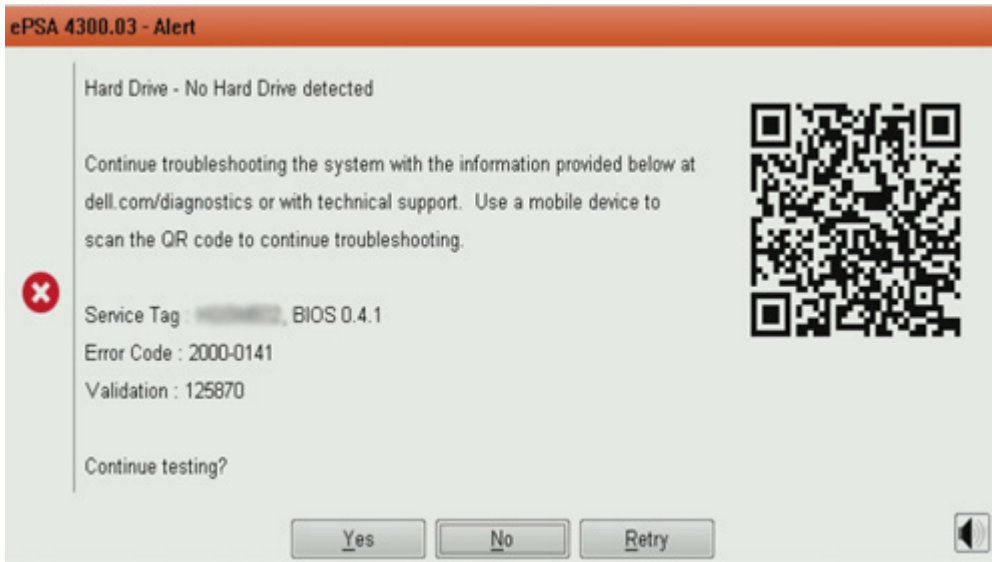 ePSA 4300.03 - Alert
Hard Drive - No Hard Drive detected
Continue troubleshooting the system with the information provided below at
dell.com/diagnostics or with technical support. Use a mobile device to
scan the QR code to continue troubleshooting.
Service Tag : , BIOS 0.4.1
Error Code : 2000-0141
Validation : 125870
Continue testing?
Yes No Retry